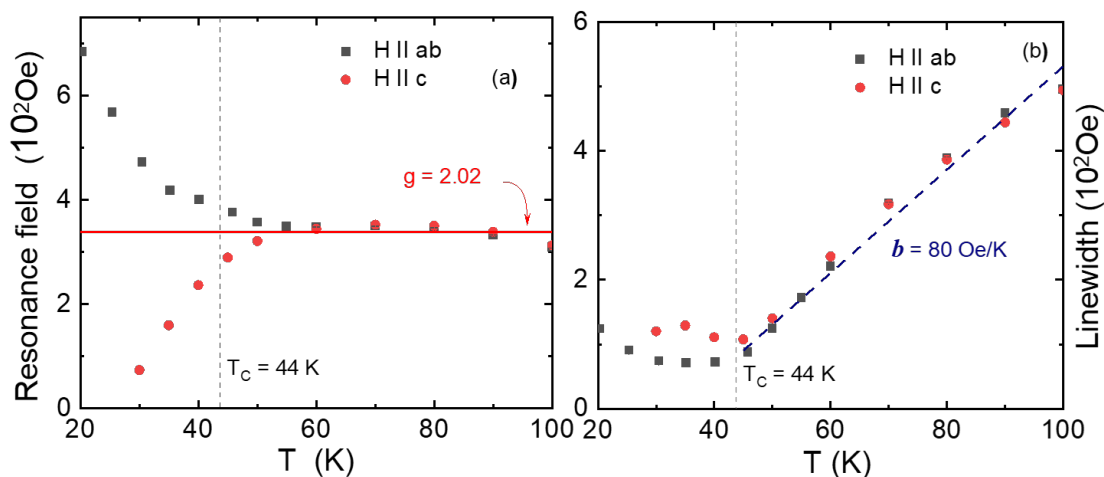 Resonance field (10²Oe)
6
4
2
0
H II ab
H II c
(a)
g = 2.02
T_C = 44 K
20 40 60 80 100
T (K)
6
4
2
0
H II ab
H II c
(b)
b = 80 Oe/K
T_C = 44 K
20 40 60 80 100
T (K)
Linewidth (10²Oe)